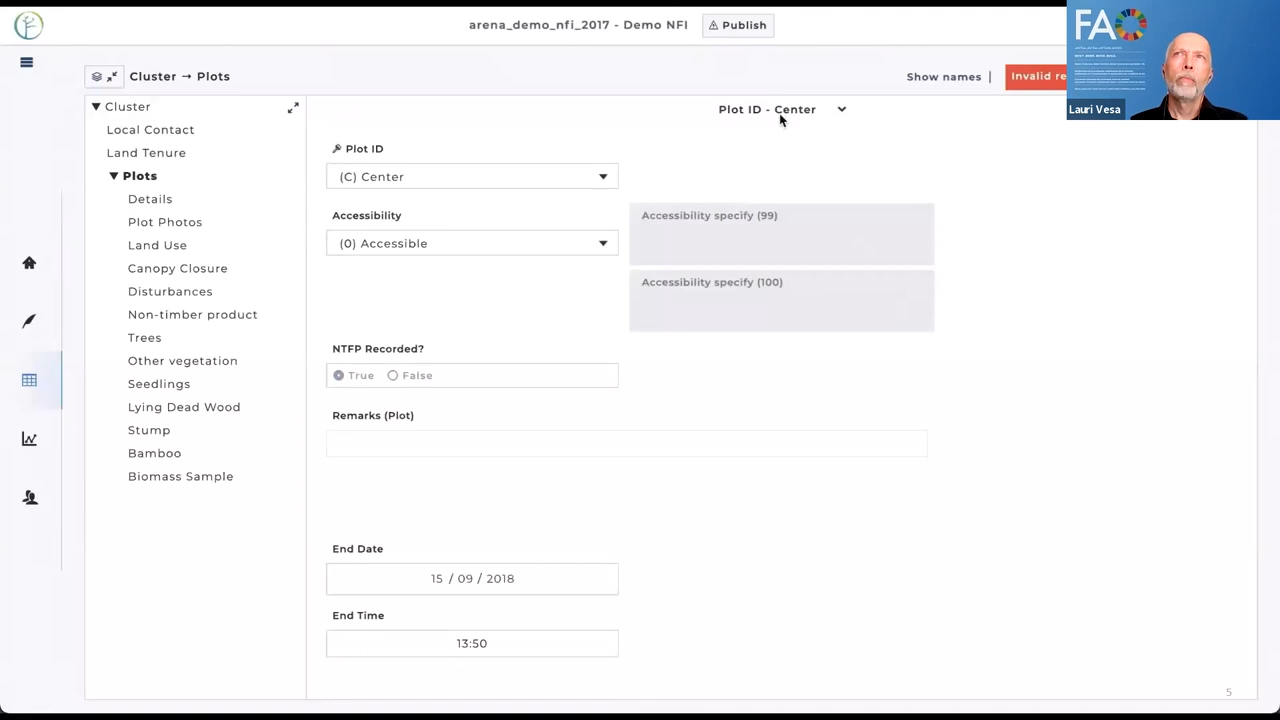 arena_demo_nfi_2017 - Demo NFI
Publish
FAO
Lauri Vesa
Cluster → Plots
Show names |
Invalid re
Cluster
Local Contact
Land Tenure
Plots
Details
Plot Photos
Land Use
Canopy Closure
Disturbances
Non-timber product
Trees
Other vegetation
Seedlings
Lying Dead Wood
Stump
Bamboo
Biomass Sample
Plot ID - Center
Plot ID
(C) Center
Accessibility
(0) Accessible
Accessibility specify (99)
Accessibility specify (100)
NTFP Recorded?
True False
Remarks (Plot)
End Date
15 / 09 / 2018
End Time
13:50
5